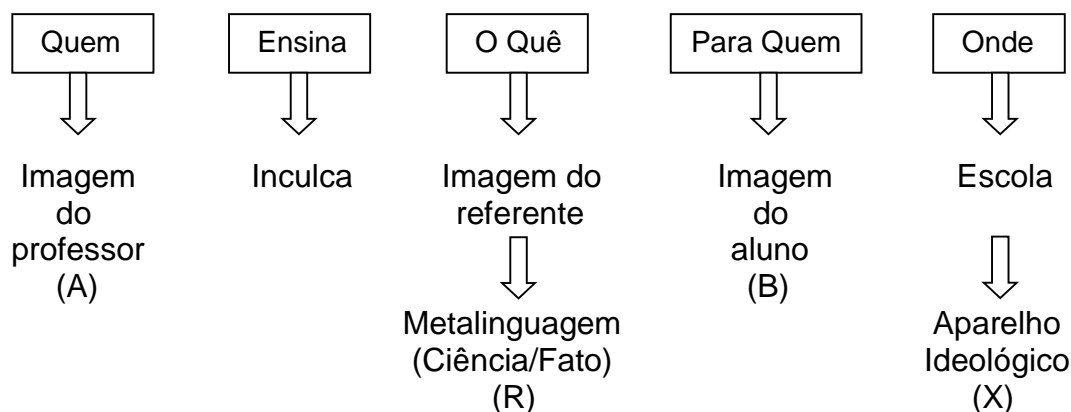 Quem
Ensina
O Quê
Para Quem
Onde
Imagem
do
professor
(A)
Inculca
Imagem do
referente
Metalinguagem
(Ciência/Fato)
(R)
Imagem
do
aluno
(B)
Escola
Aparelho
Ideológico
(X)